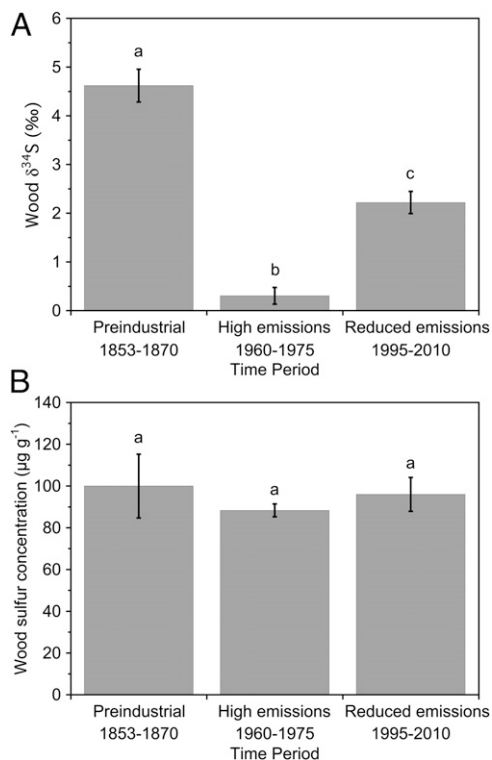 A
6
5
4
3
2
1
0
Wood δ³⁴S (‰)
a
b
c
Preindustrial High emissions Reduced emissions
1853-1870 1960-1975 1995-2010
Time Period
B
140
120
100
80
60
40
20
0
Wood sulfur concentration (µg g⁻¹)
a
a
a
Preindustrial High emissions Reduced emissions
1853-1870 1960-1975 1995-2010
Time Period